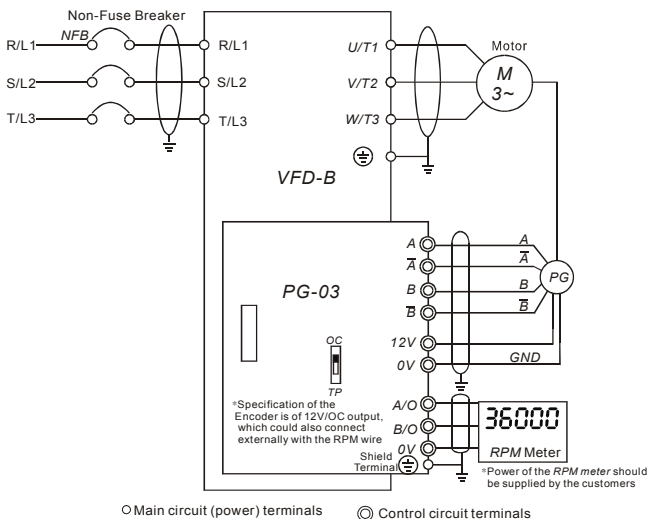 Non-Fuse Breaker
R/L1 NFB R/L1 U/T1 Motor
S/L2 S/L2 V/T2 M
3~
T/L3 T/L3 W/T3
VFD-B
A A
A̅ A̅
PG-03 B B PG
B̅ B̅
OC 12V
0V GND
TP
*Specification of the
Encoder is of 12V/OC output,
which could also connect
externally with the RPM wire
A/O 36000
B/O
0V RPM Meter
Shield
Terminal
*Power of the RPM meter should
be supplied by the customers
Main circuit (power) terminals Control circuit terminals